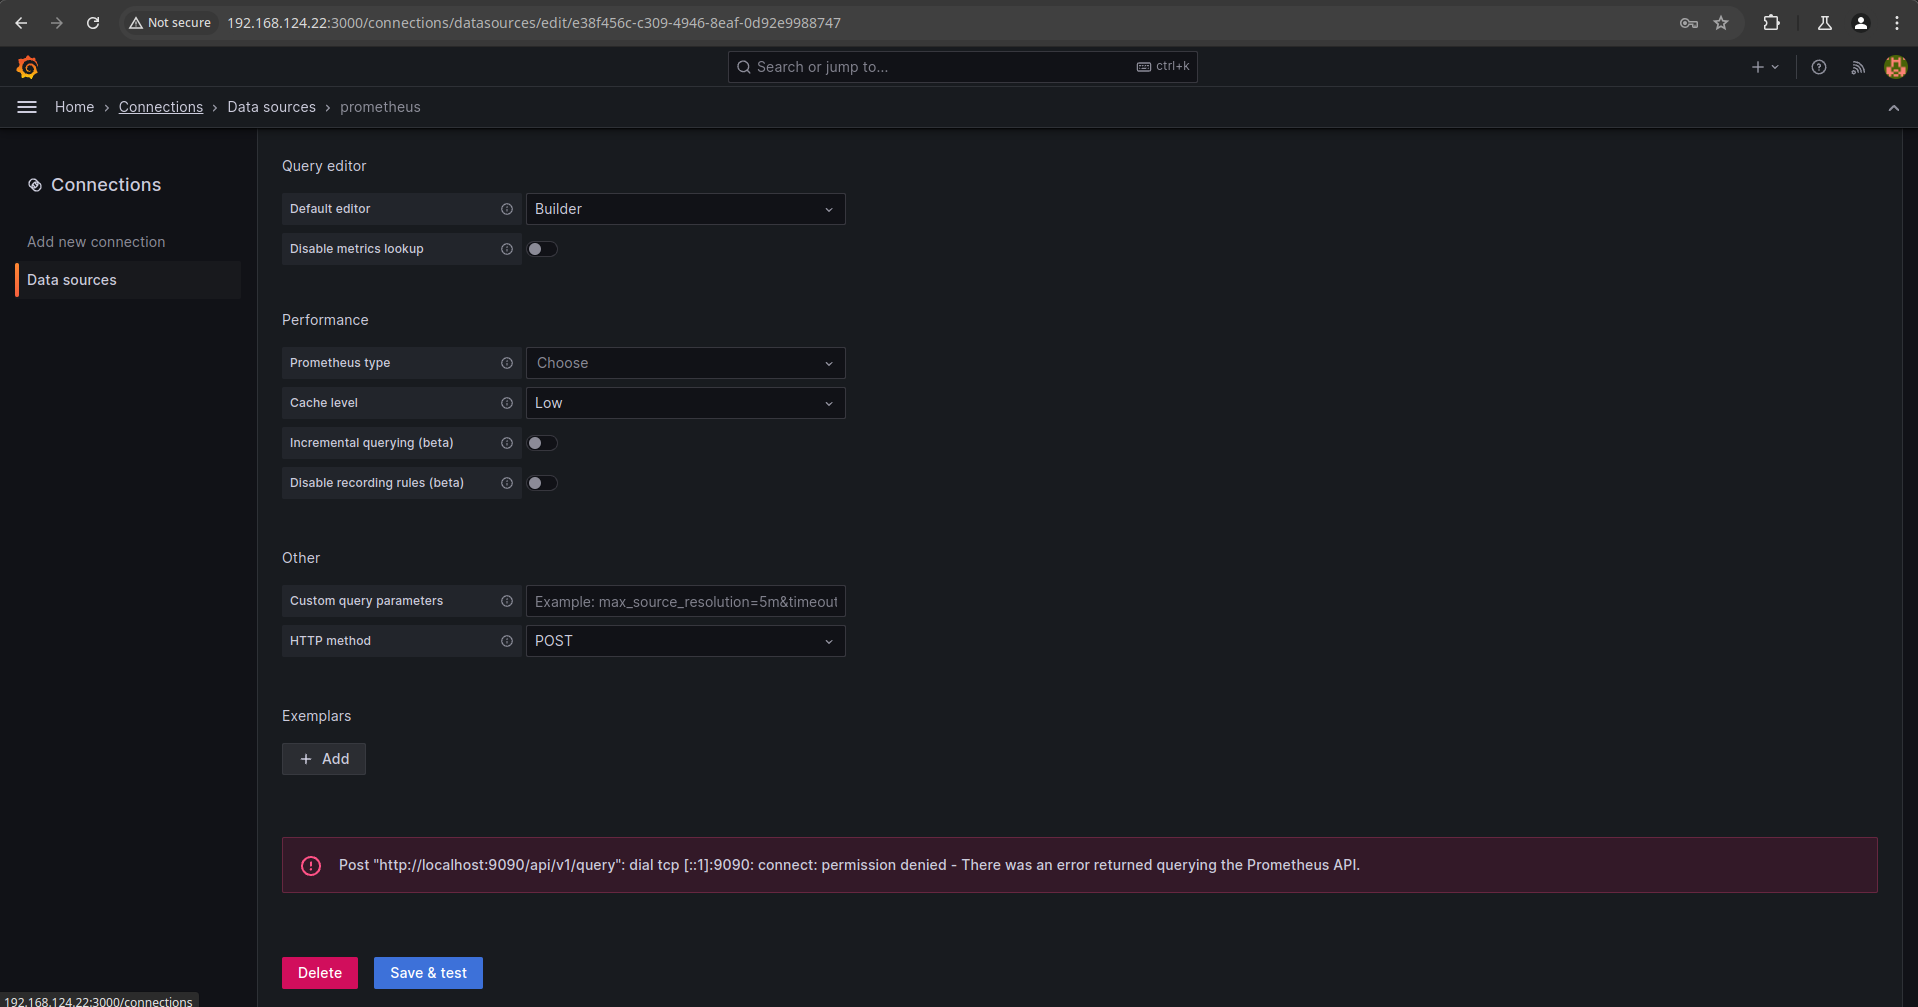 Not secure 192.168.124.22:3000/connections/datasources/edit/e38f456c-c309-4946-8eaf-0d92e9988747
Search or jump to... ctrl+k
Home › Connections › Data sources › prometheus
Connections
Add new connection
Data sources
Query editor
Default editor Builder
Disable metrics lookup
Performance
Prometheus type Choose
Cache level Low
Incremental querying (beta)
Disable recording rules (beta)
Other
Custom query parameters Example: max_source_resolution=5m&timeout
HTTP method POST
Exemplars
+ Add
Post "http://localhost:9090/api/v1/query": dial tcp [::1]:9090: connect: permission denied - There was an error returned querying the Prometheus API.
Delete Save & test
192.168.124.22:3000/connections